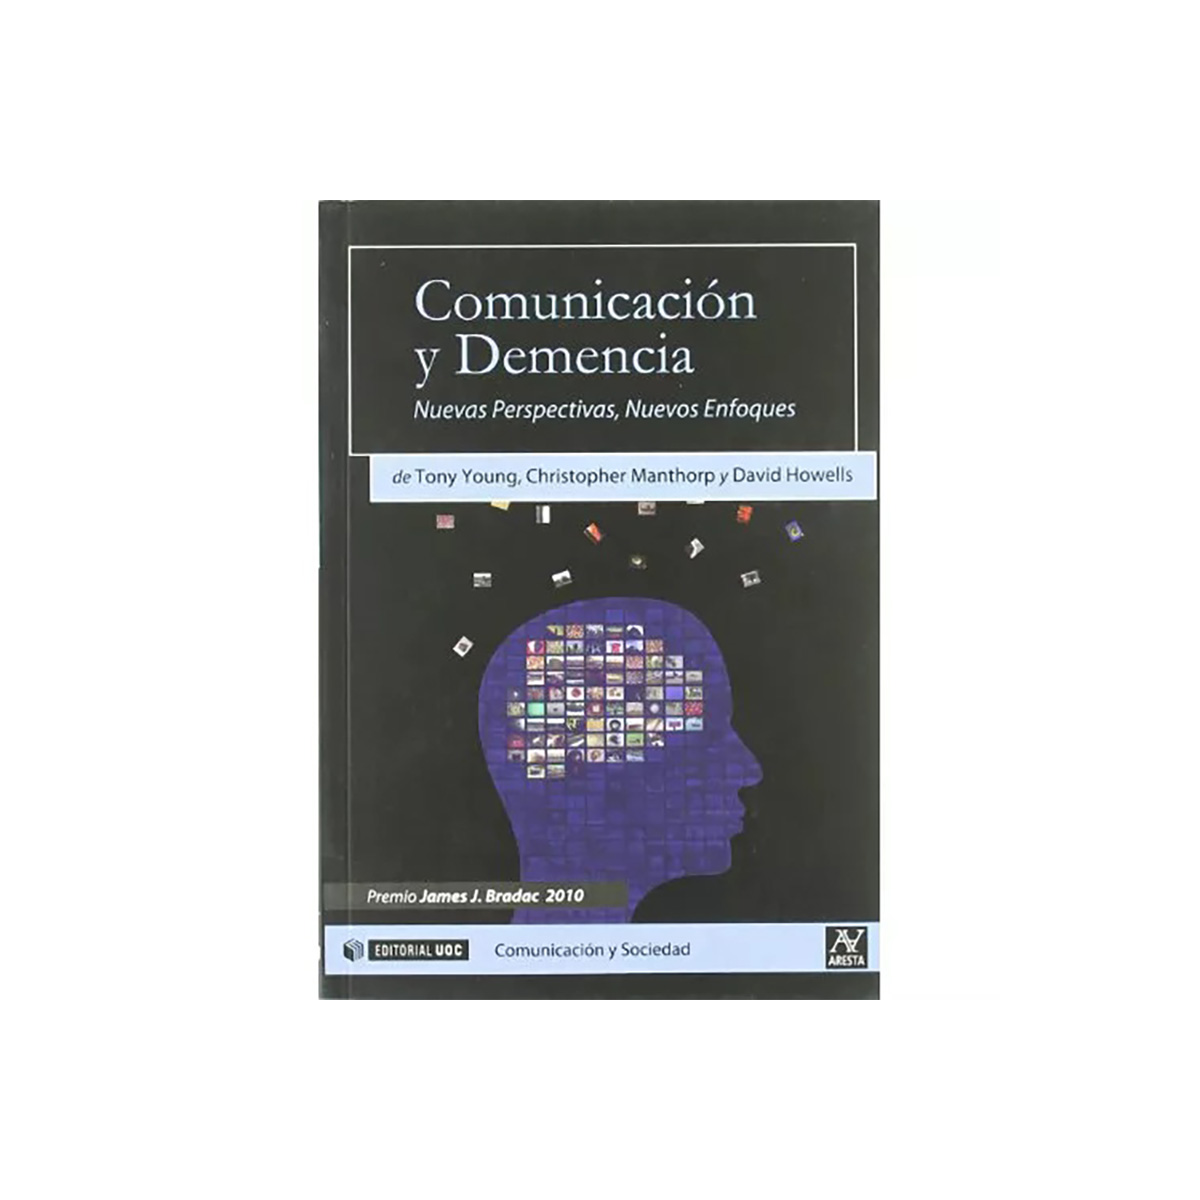 Comunicación
y Demencia
Nuevas Perspectivas, Nuevos Enfoques
de Tony Young, Christopher Manthorp y David Howells
Premio James J. Bradac 2010
EDITORIAL UOC
Comunicación y Sociedad
ARESTA